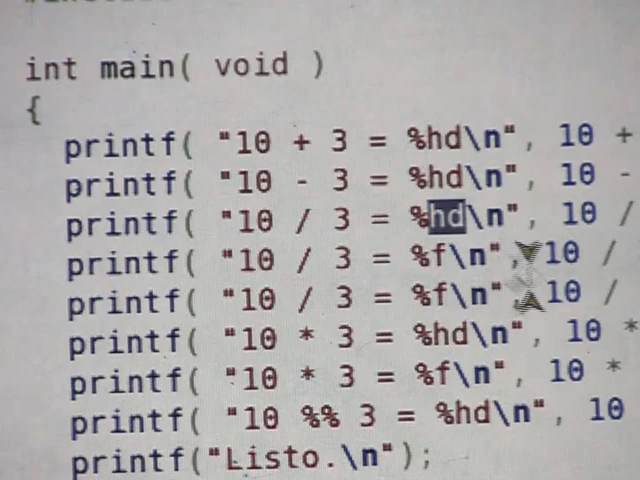 int main( void )
{
printf( "10 + 3 = %hd\n", 10 +
printf( "10 - 3 = %hd\n", 10 -
printf( "10 / 3 = %hd\n", 10 /
printf( "10 / 3 = %f\n", 10 /
printf( "10 / 3 = %f\n", 10 /
printf( "10 * 3 = %hd\n", 10 *
printf( "10 * 3 = %f\n", 10 *
printf( "10 %% 3 = %hd\n", 10
printf("Listo.\n");